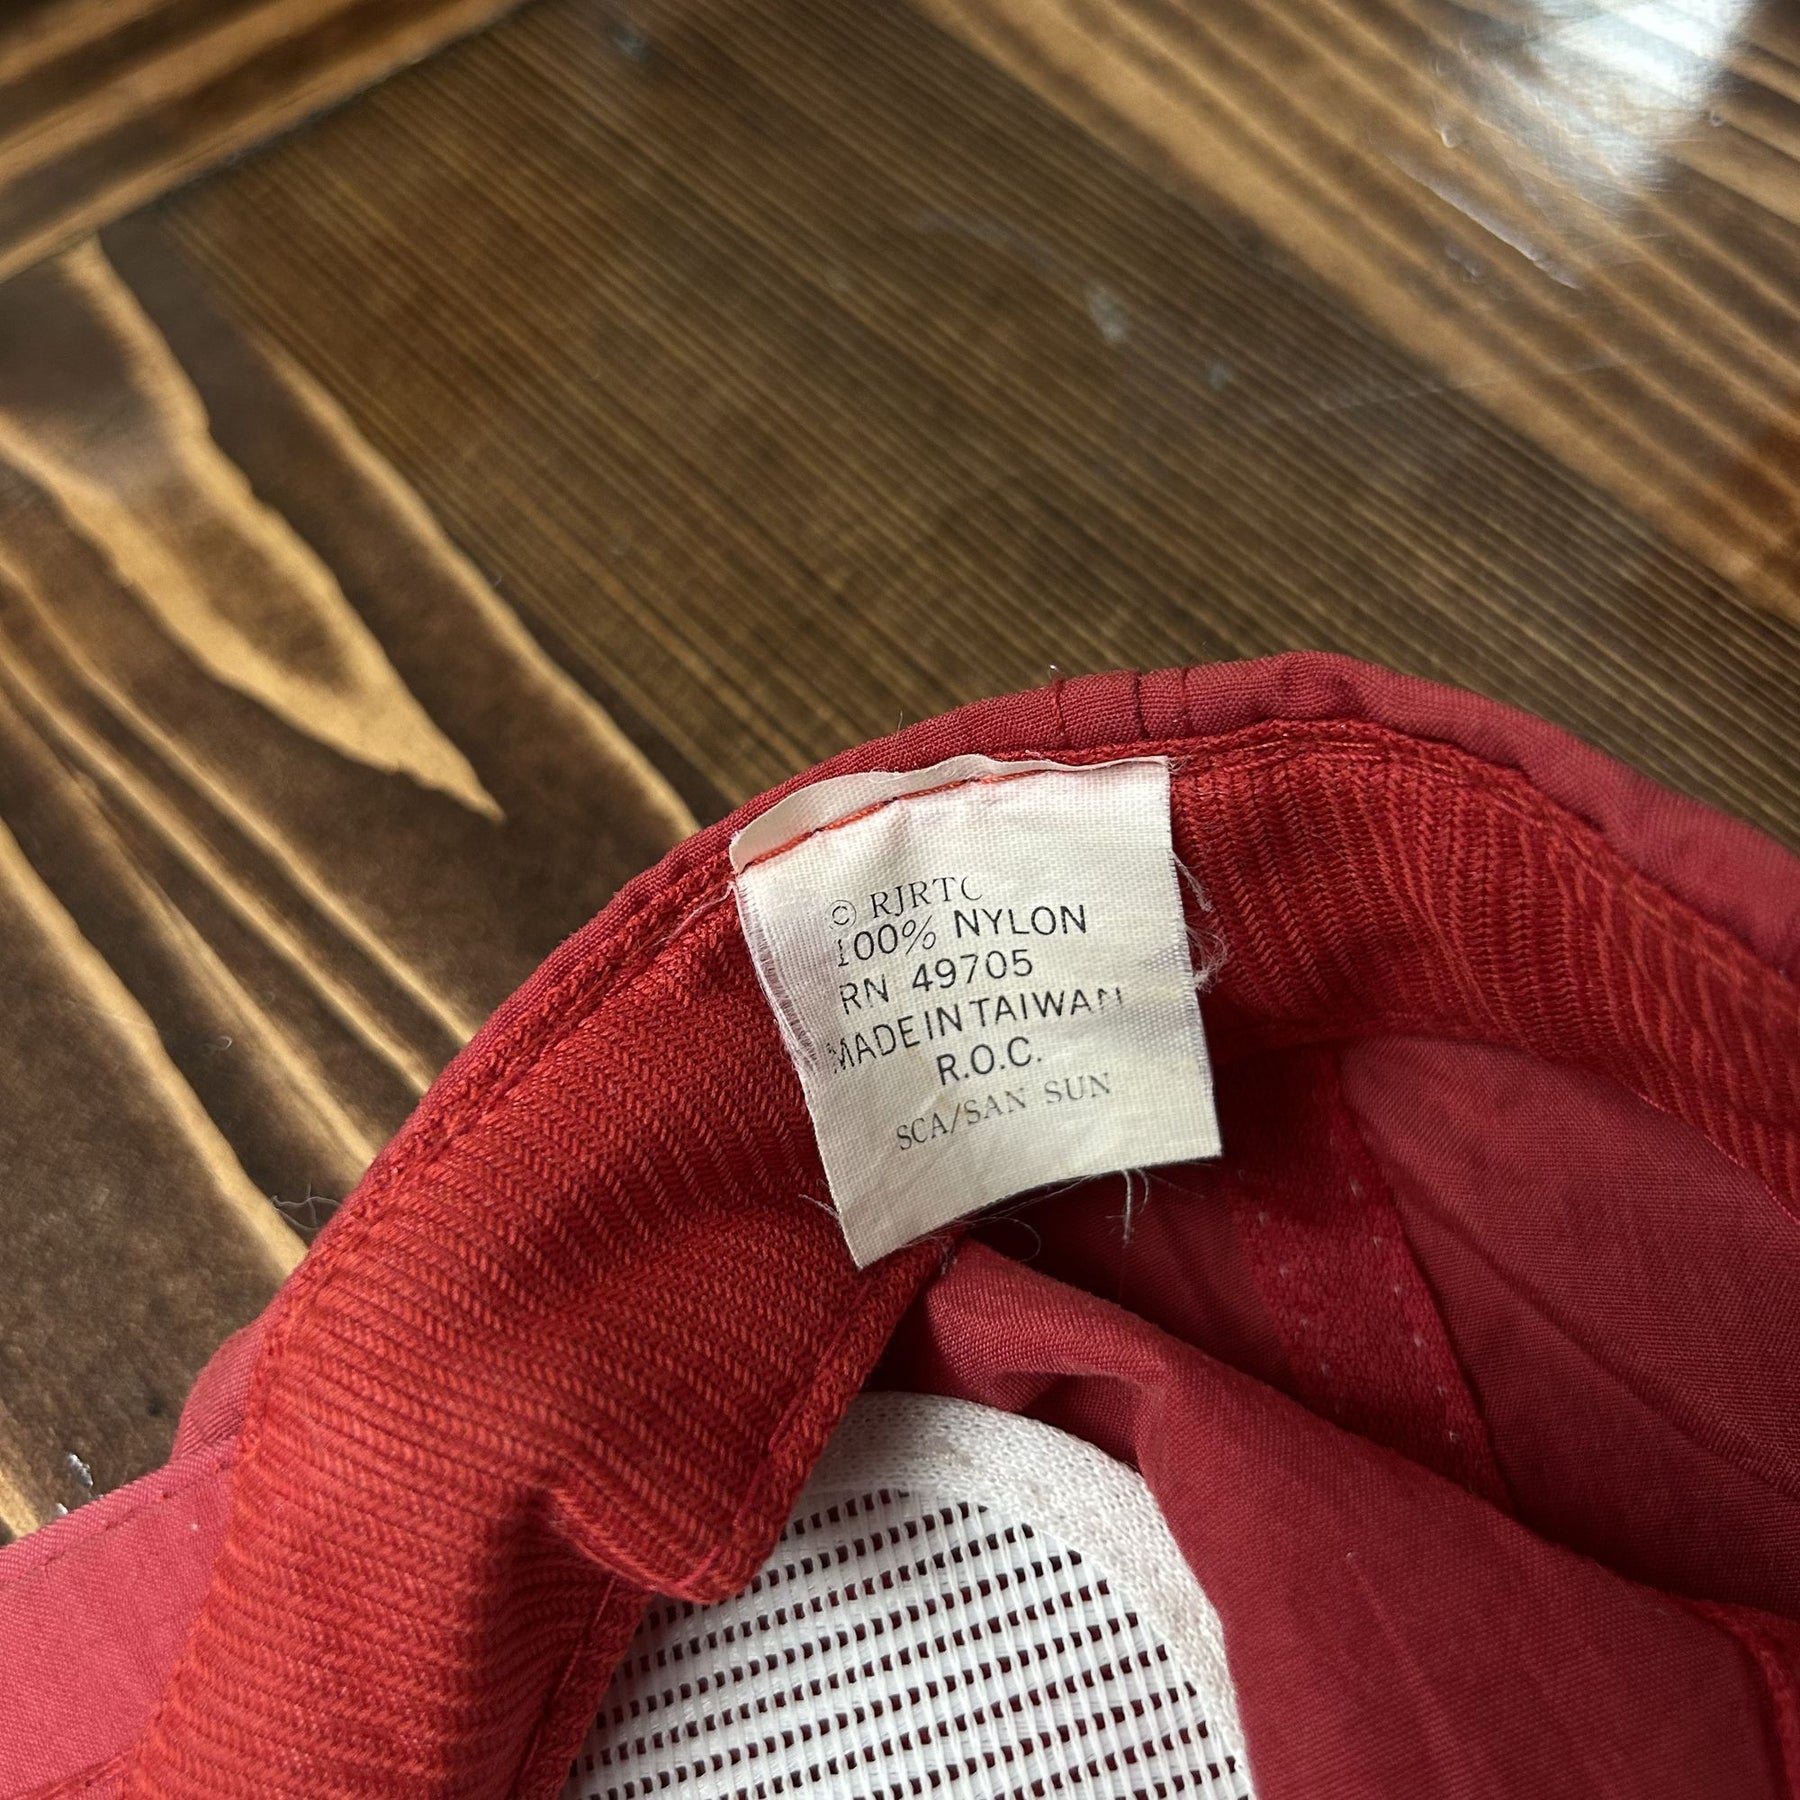 © RJRTC
100% NYLON
RN 49705
MADE IN TAIWAN
R.O.C.
SCA/SAN SUN